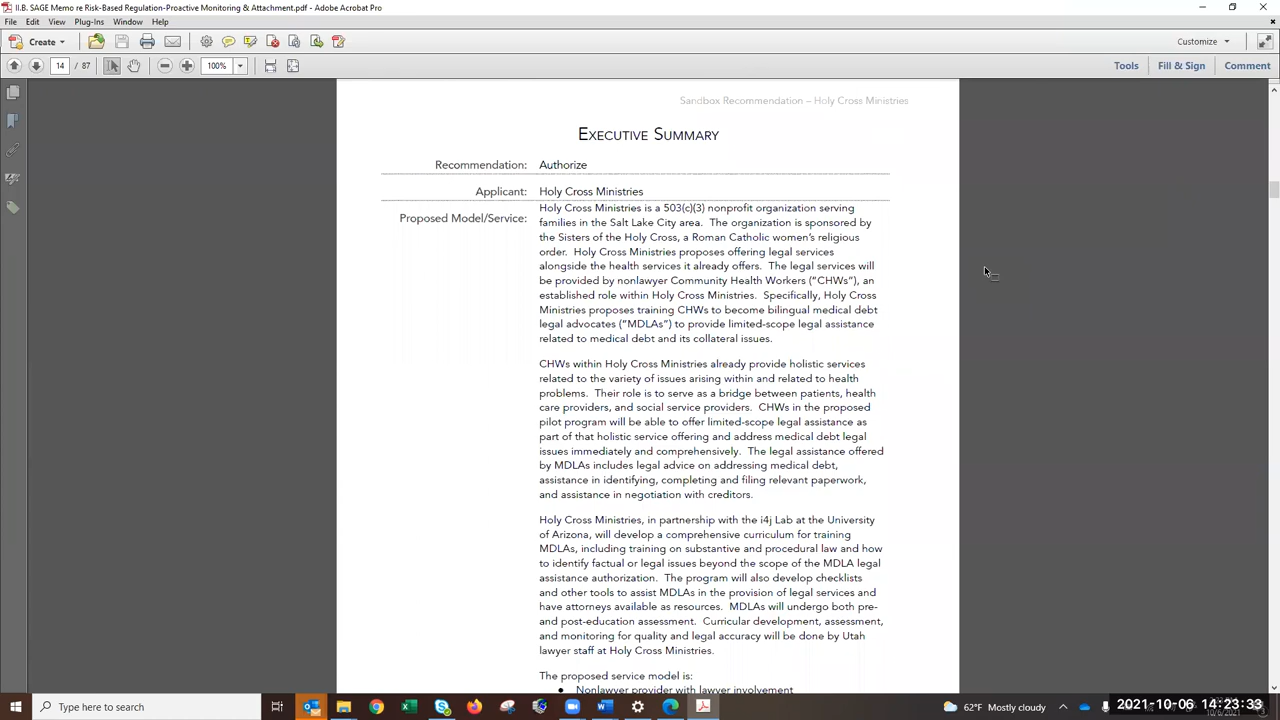 II.B. SAGE Memo re Risk-Based Regulation-Proactive Monitoring & Attachment.pdf - Adobe Acrobat Pro
File Edit View Plug-Ins Window Help
Create Customize
14 / 87 100% Tools Fill & Sign Comment
Sandbox Recommendation – Holy Cross Ministries
Executive Summary
Recommendation: Authorize
Applicant: Holy Cross Ministries
Proposed Model/Service: Holy Cross Ministries is a 503(c)(3) nonprofit organization serving
families in the Salt Lake City area. The organization is sponsored by
the Sisters of the Holy Cross, a Roman Catholic women's religious
order. Holy Cross Ministries proposes offering legal services
alongside the health services it already offers. The legal services will
be provided by nonlawyer Community Health Workers ("CHWs"), an
established role within Holy Cross Ministries. Specifically, Holy Cross
Ministries proposes training CHWs to become bilingual medical debt
legal advocates ("MDLAs") to provide limited-scope legal assistance
related to medical debt and its collateral issues.
CHWs within Holy Cross Ministries already provide holistic services
related to the variety of issues arising within and related to health
problems. Their role is to serve as a bridge between patients, health
care providers, and social service providers. CHWs in the proposed
pilot program will be able to offer limited-scope legal assistance as
part of that holistic service offering and address medical debt legal
issues immediately and comprehensively. The legal assistance offered
by MDLAs includes legal advice on addressing medical debt,
assistance in identifying, completing and filing relevant paperwork,
and assistance in negotiation with creditors.
Holy Cross Ministries, in partnership with the i4j Lab at the University
of Arizona, will develop a comprehensive curriculum for training
MDLAs, including training on substantive and procedural law and how
to identify factual or legal issues beyond the scope of the MDLA legal
assistance authorization. The program will also develop checklists
and other tools to assist MDLAs in the provision of legal services and
have attorneys available as resources. MDLAs will undergo both pre-
and post-education assessment. Curricular development, assessment,
and monitoring for quality and legal accuracy will be done by Utah
lawyer staff at Holy Cross Ministries.
The proposed service model is:
• Nonlawyer provider with lawyer involvement
Type here to search 62°F Mostly cloudy 2021-10-06 14:23:33